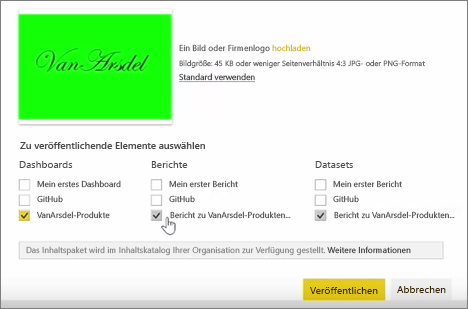 VanArsdel
Ein Bild oder Firmenlogo hochladen
Bildgröße: 45 KB oder weniger Seitenverhältnis 4:3 JPG- oder PNG-Format
Standard verwenden
Zu veröffentlichende Elemente auswählen
Dashboards Berichte Datasets
Mein erstes Dashboard Mein erster Bericht Mein erster Bericht
GitHub GitHub GitHub
VanArsdel-Produkte Bericht zu VanArsdel-Produkten... Bericht zu VanArsdel-Produkten...
Das Inhaltspaket wird im Inhaltskatalog Ihrer Organisation zur Verfügung gestellt. Weitere Informationen
Veröffentlichen Abbrechen